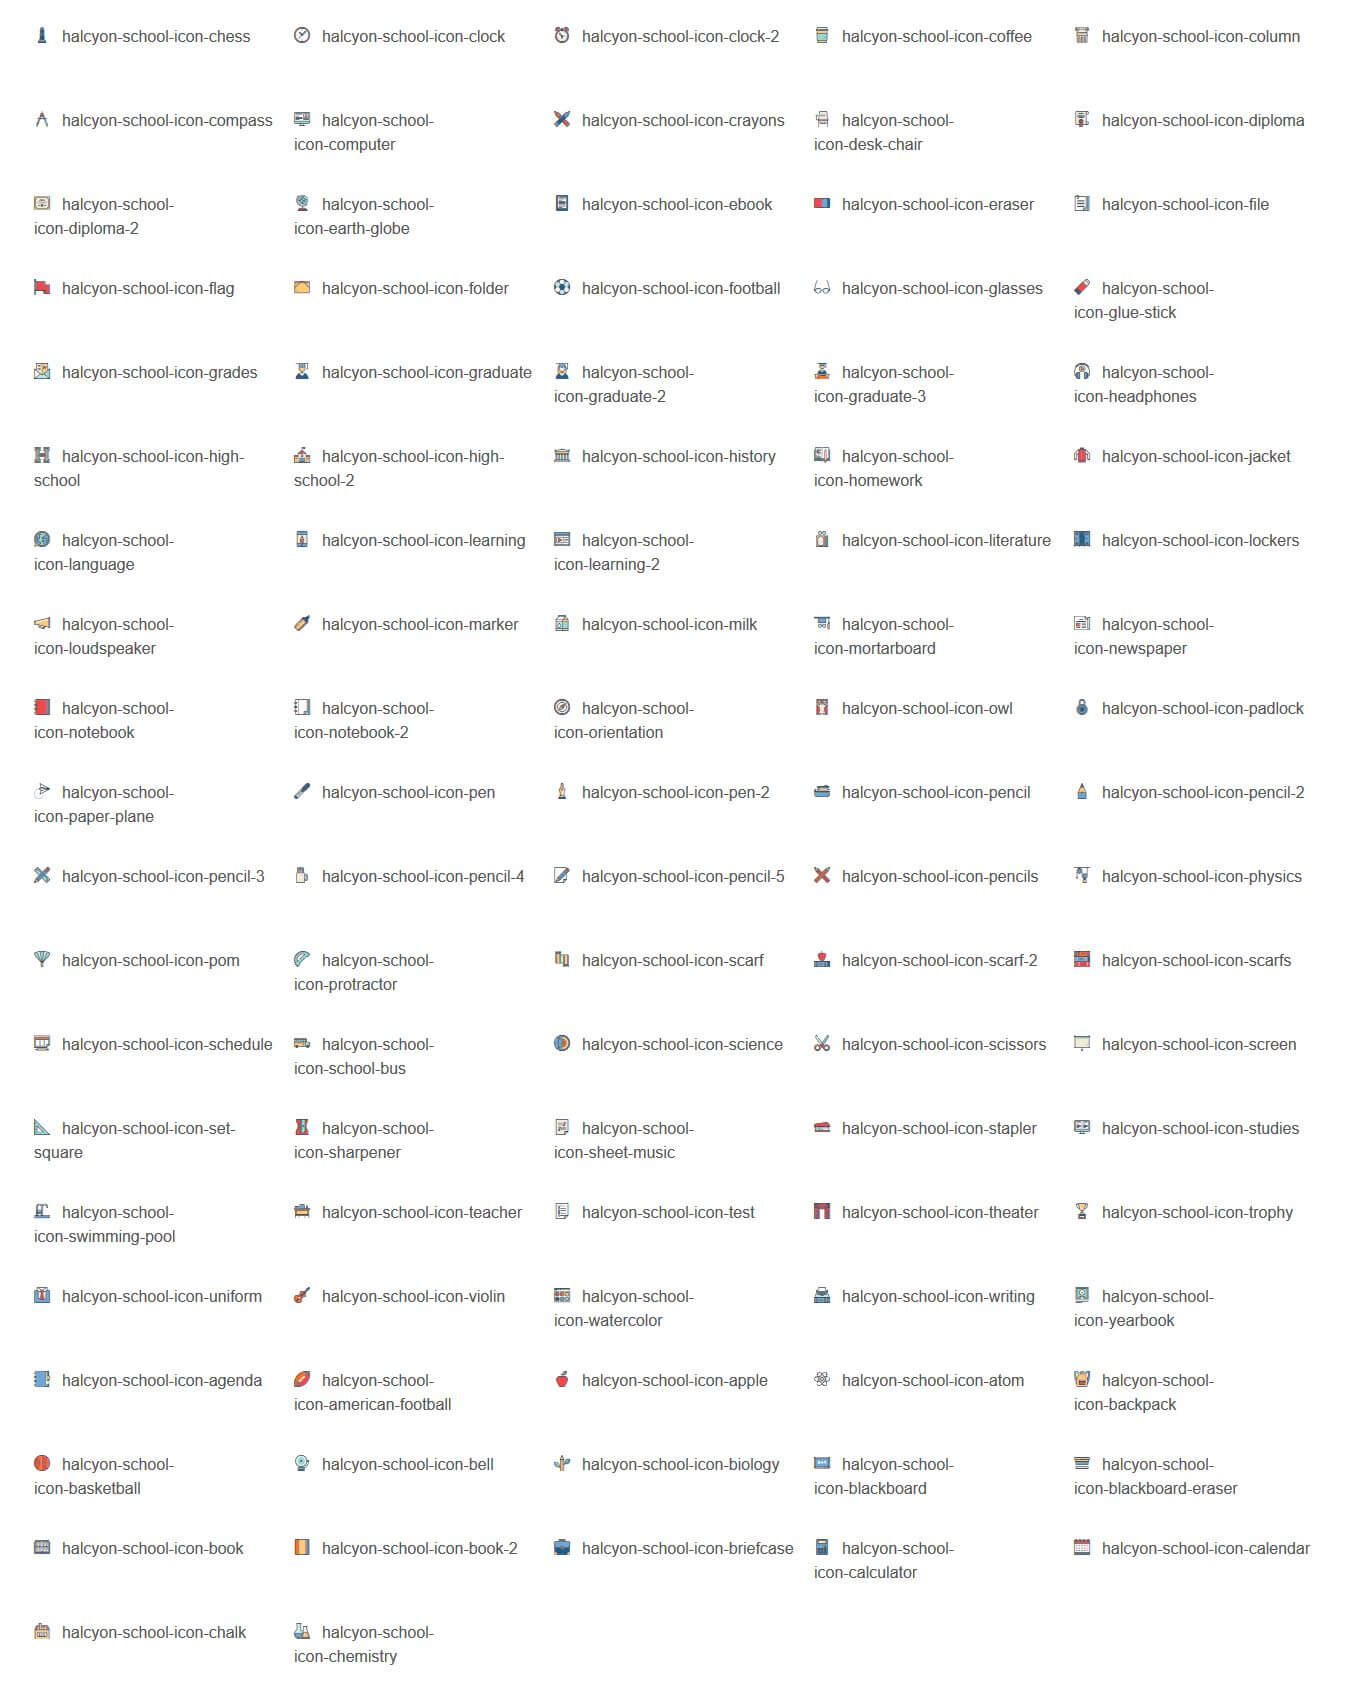 halcyon-school-icon-chess halcyon-school-icon-clock halcyon-school-icon-clock-2 halcyon-school-icon-coffee halcyon-school-icon-column
halcyon-school-icon-compass halcyon-school- halcyon-school-icon-crayons halcyon-school- halcyon-school-icon-diploma
icon-computer icon-desk-chair
halcyon-school- halcyon-school- halcyon-school-icon-ebook halcyon-school-icon-eraser halcyon-school-icon-file
icon-diploma-2 icon-earth-globe
halcyon-school-icon-flag halcyon-school-icon-folder halcyon-school-icon-football halcyon-school-icon-glasses halcyon-school-
icon-glue-stick
halcyon-school-icon-grades halcyon-school-icon-graduate halcyon-school- halcyon-school- halcyon-school-
icon-graduate-2 icon-graduate-3 icon-headphones
halcyon-school-icon-high- halcyon-school-icon-high- halcyon-school-icon-history halcyon-school- halcyon-school-icon-jacket
school school-2 icon-homework
halcyon-school- halcyon-school-icon-learning halcyon-school- halcyon-school-icon-literature halcyon-school-icon-lockers
icon-language icon-learning-2
halcyon-school- halcyon-school-icon-marker halcyon-school-icon-milk halcyon-school- halcyon-school-
icon-loudspeaker icon-mortarboard icon-newspaper
halcyon-school- halcyon-school- halcyon-school- halcyon-school-icon-owl halcyon-school-icon-padlock
icon-notebook icon-notebook-2 icon-orientation
halcyon-school- halcyon-school-icon-pen halcyon-school-icon-pen-2 halcyon-school-icon-pencil halcyon-school-icon-pencil-2
icon-paper-plane
halcyon-school-icon-pencil-3 halcyon-school-icon-pencil-4 halcyon-school-icon-pencil-5 halcyon-school-icon-pencils halcyon-school-icon-physics
halcyon-school-icon-pom halcyon-school- halcyon-school-icon-scarf halcyon-school-icon-scarf-2 halcyon-school-icon-scarfs
icon-protractor
halcyon-school-icon-schedule halcyon-school- halcyon-school-icon-science halcyon-school-icon-scissors halcyon-school-icon-screen
icon-school-bus
halcyon-school-icon-set- halcyon-school- halcyon-school- halcyon-school-icon-stapler halcyon-school-icon-studies
square icon-sharpener icon-sheet-music
halcyon-school- halcyon-school-icon-teacher halcyon-school-icon-test halcyon-school-icon-theater halcyon-school-icon-trophy
icon-swimming-pool
halcyon-school-icon-uniform halcyon-school-icon-violin halcyon-school- halcyon-school-icon-writing halcyon-school-
icon-watercolor icon-yearbook
halcyon-school-icon-agenda halcyon-school- halcyon-school-icon-apple halcyon-school-icon-atom halcyon-school-
icon-american-football icon-backpack
halcyon-school- halcyon-school-icon-bell halcyon-school-icon-biology halcyon-school- halcyon-school-
icon-basketball icon-blackboard icon-blackboard-eraser
halcyon-school-icon-book halcyon-school-icon-book-2 halcyon-school-icon-briefcase halcyon-school- halcyon-school-icon-calendar
icon-calculator
halcyon-school-icon-chalk halcyon-school-
icon-chemistry